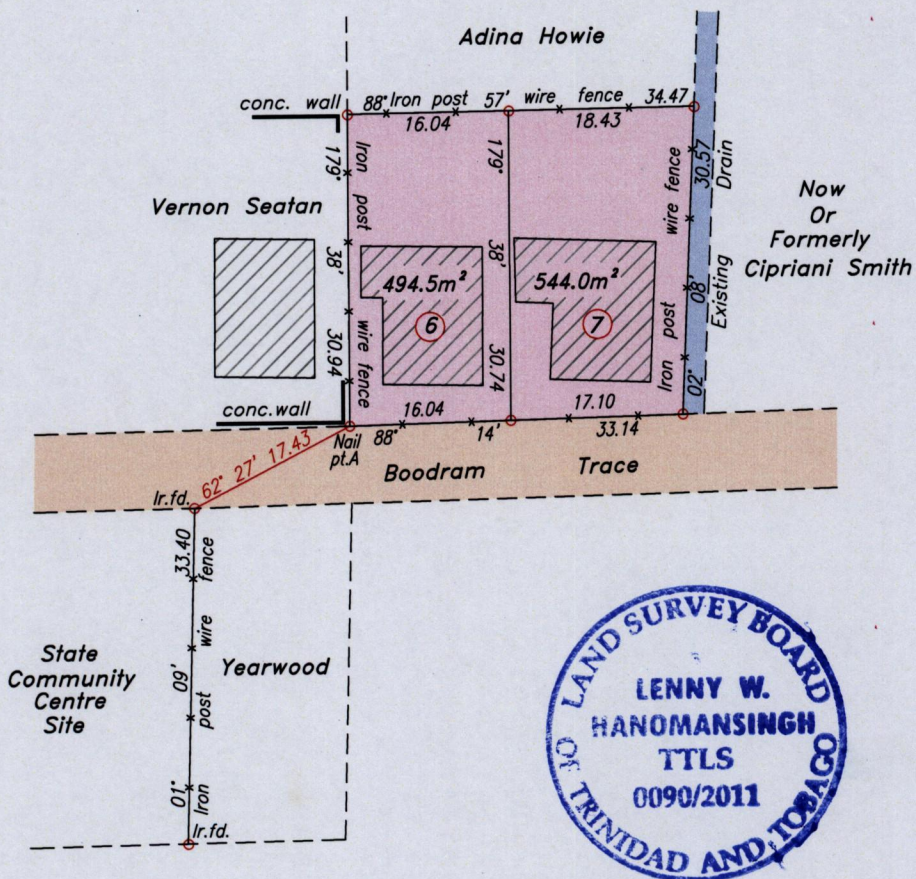 Adina Howie
conc. wall
88° Iron post 57' wire fence 34.47
16.04
18.43
179° Iron post 38' wire fence 30.94
179° 38' 30.74
Iron post wire fence
02° 08' 30.57
Existing Drain
Vernon Seatan
Now
Or
Formerly
Cipriani Smith
494.5m²
6
544.0m²
7
conc.wall
16.04
17.10
88° 14' 33.14
Nail
pt.A
62° 27' 17.43
Boodram Trace
Ir.fd.
01° 09' 33.40
Iron post wire fence
State
Community
Centre
Site
Yearwood
Ir.fd.
LAND SURVEY BOARD
OF TRINIDAD AND TOBAGO
LENNY W.
HANOMANSINGH
TTLS
0090/2011